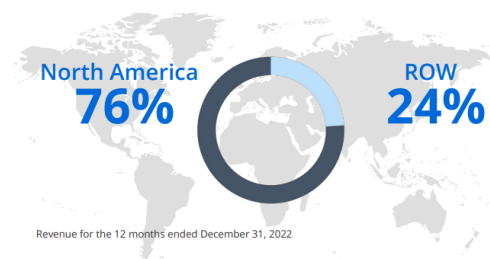 North America
76%
ROW
24%
Revenue for the 12 months ended December 31, 2022